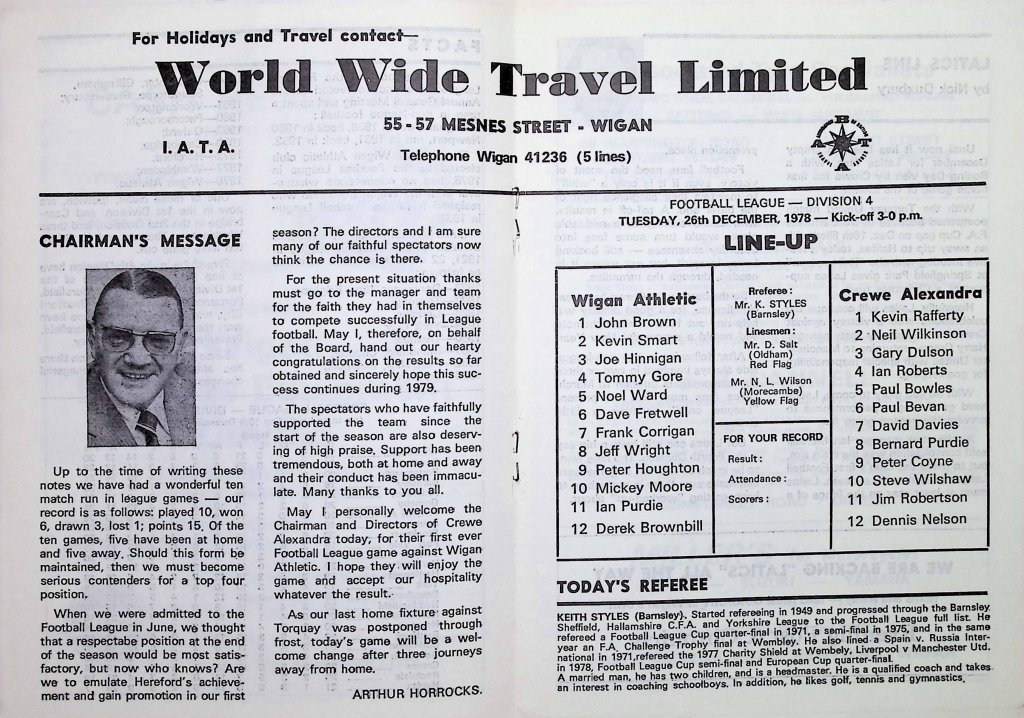 For Holidays and Travel contact—
World Wide Travel Limited
55 - 57 MESNES STREET - WIGAN
I. A. T. A.
Telephone Wigan 41236 (5 lines)
CHAIRMAN'S MESSAGE
Up to the time of writing these
notes we have had a wonderful ten
match run in league games — our
record is as follows: played 10, won
6, drawn 3, lost 1; points 15. Of the
ten games, five have been at home
and five away. Should this form be
maintained, then we must become
serious contenders for a top four
position.
When we were admitted to the
Football League in June, we thought
that a respectabe position at the end
of the season would be most satis-
factory, but now who knows? Are
we to emulate Hereford's achieve-
ment and gain promotion in our first
season? The directors and I am sure
many of our faithful spectators now
think the chance is there.
For the present situation thanks
must go to the manager and team
for the faith they had in themselves
to compete successfully in League
football. May I, therefore, on behalf
of the Board, hand out our hearty
congratulations on the results so far
obtained and sincerely hope this suc-
cess continues during 1979.
The spectators who have faithfully
supported the team since the
start of the season are also deserv-
ing of high praise. Support has been
tremendous, both at home and away
and their conduct has been immacu-
late. Many thanks to you all.
May I personally welcome the
Chairman and Directors of Crewe
Alexandra today, for their first ever
Football League game against Wigan
Athletic. I hope they will enjoy the
game and accept our hospitality
whatever the result.
As our last home fixture against
Torquay was postponed through
frost, today's game will be a wel-
come change after three journeys
away from home.
ARTHUR HORROCKS.
FOOTBALL LEAGUE — DIVISION 4
TUESDAY, 26th DECEMBER, 1978 — Kick-off 3-0 p.m.
LINE-UP
Wigan Athletic
1 John Brown
2 Kevin Smart
3 Joe Hinnigan
4 Tommy Gore
5 Noel Ward
6 Dave Fretwell
7 Frank Corrigan
8 Jeff Wright
9 Peter Houghton
10 Mickey Moore
11 Ian Purdie
12 Derek Brownbill
Rreferee :
Mr. K. STYLES
(Barnsley)
Linesmen :
Mr. D. Salt
(Oldham)
Red Flag
Mr. N. L. Wilson
(Morecambe)
Yellow Flag
FOR YOUR RECORD
Result :
Attendance :
Scorers :
Crewe Alexandra
1 Kevin Rafferty
2 Neil Wilkinson
3 Gary Dulson
4 Ian Roberts
5 Paul Bowles
6 Paul Bevan
7 David Davies
8 Bernard Purdie
9 Peter Coyne
10 Steve Wilshaw
11 Jim Robertson
12 Dennis Nelson
TODAY'S REFEREE
KEITH STYLES (Barnsley). Started refereeing in 1949 and progressed through the Barnsley
Sheffield, Hallamshire C.F.A. and Yorkshire League to the Football League full list. He
refereed a Football League Cup quarter-final in 1971, a semi-final in 1975, and in the same
year an F.A. Challenge Trophy final at Wembley. He also lined a Spain v. Russia Inter-
national in 1971,refereed the 1977 Charity Shield at Wembely, Liverpool v Manchester Utd.
in 1978, Football League Cup semi-final and European Cup quarter-final.
A married man, he has two children, and is a headmaster. He is a qualified coach and takes
an interest in coaching schoolboys. In addition, he likes golf, tennis and gymnastics.